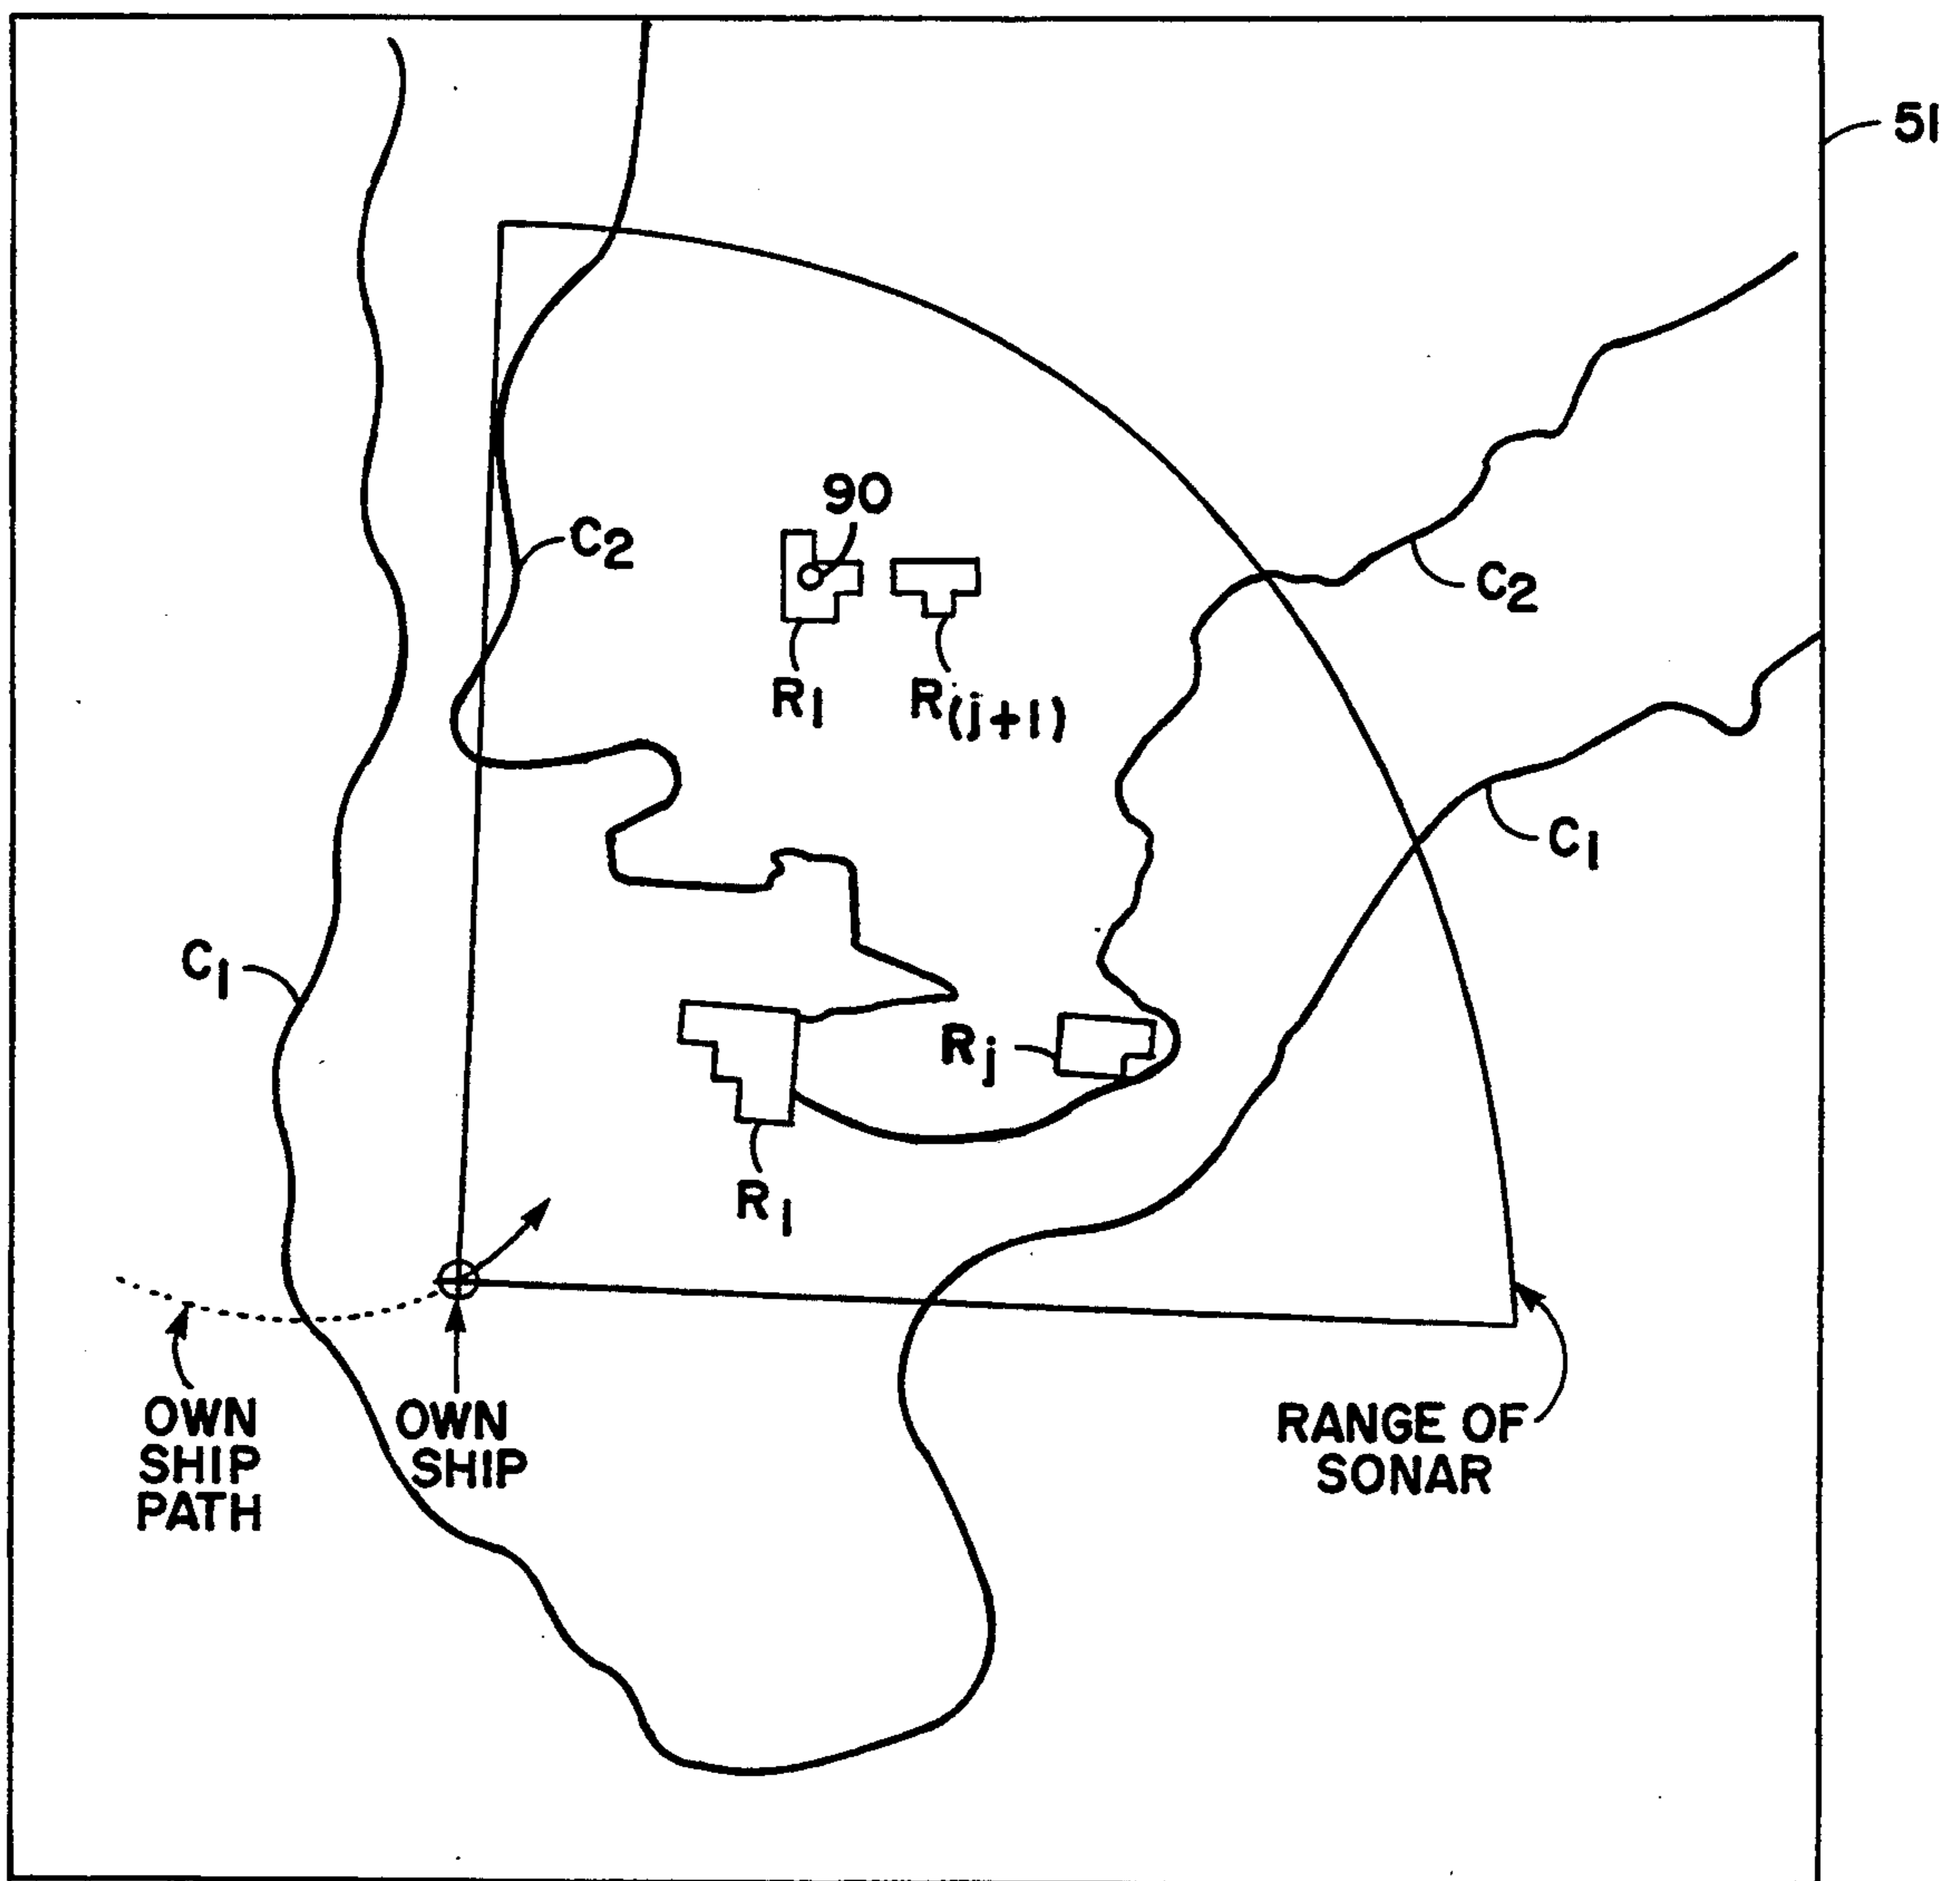 51
90
C2
C2
R1
R(j+1)
C1
C1
Rj
R1
OWN
SHIP
PATH
OWN
SHIP
RANGE OF
SONAR